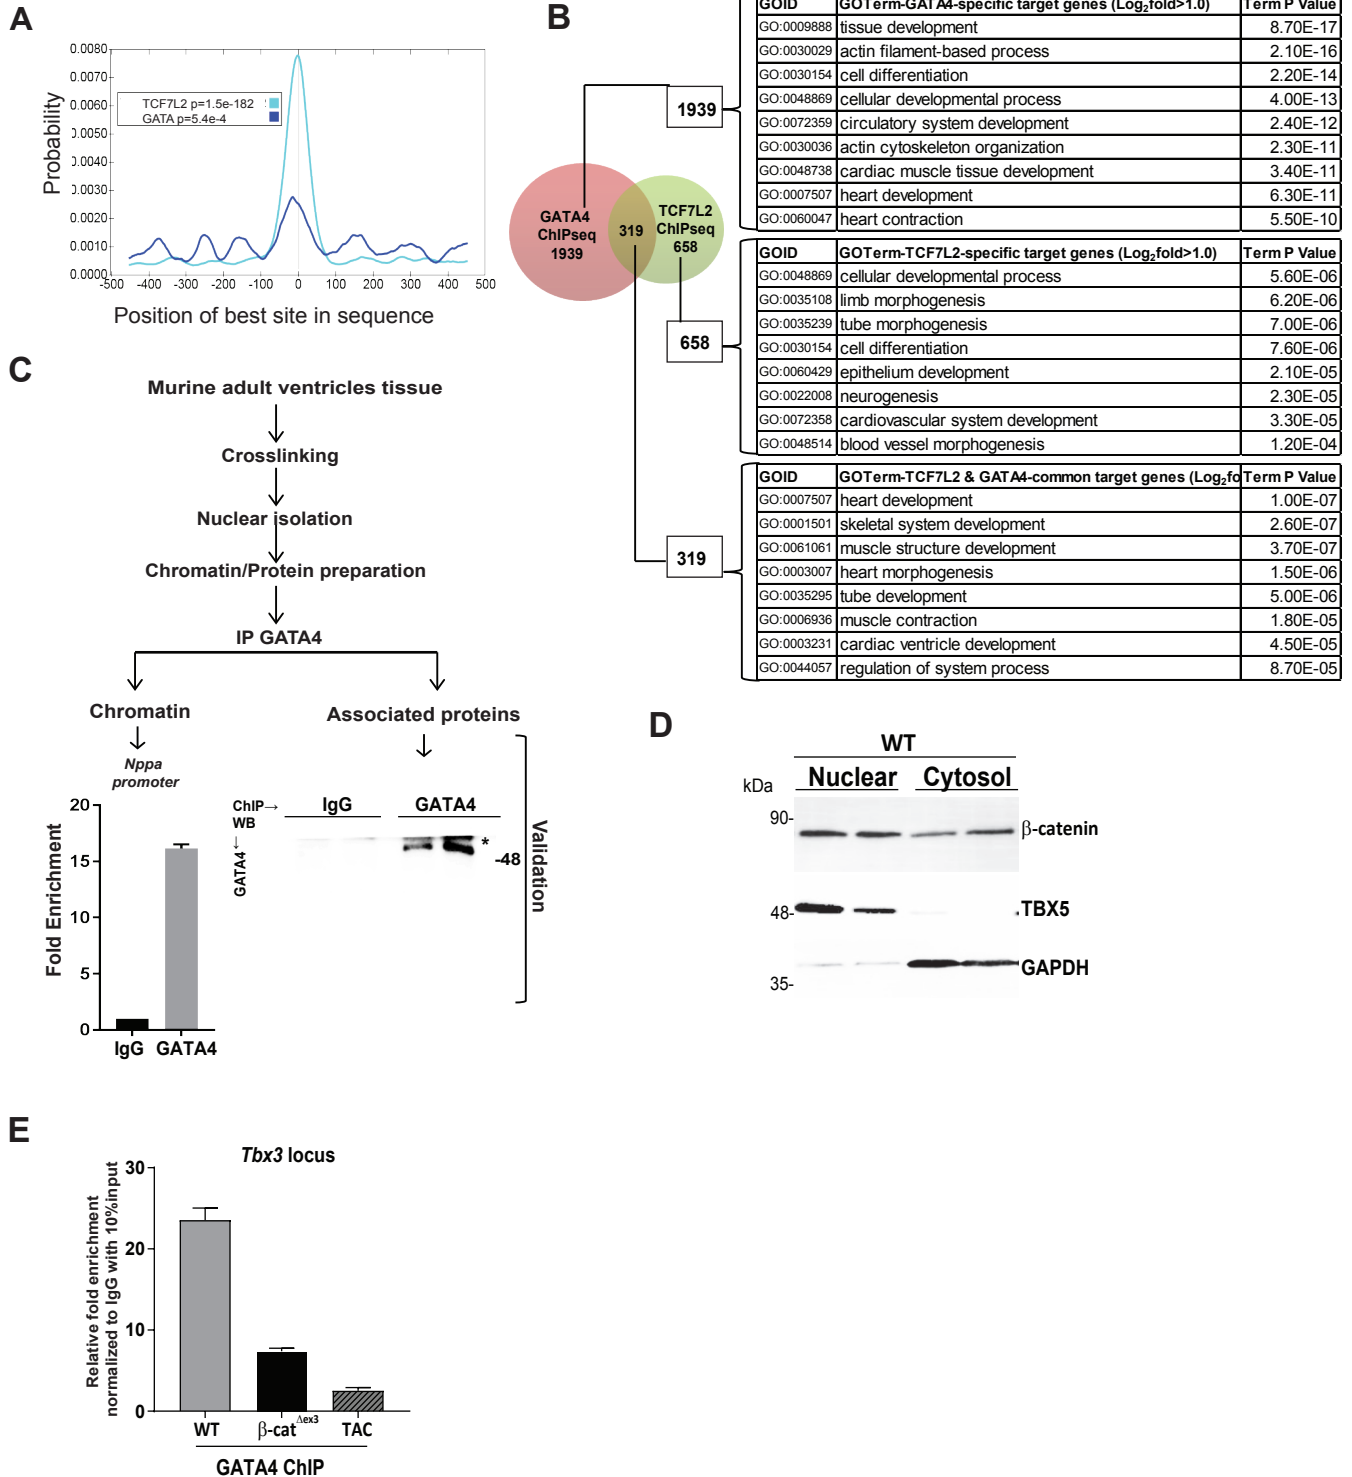 A
0.0080
0.0070
0.0060
0.0050
0.0040
0.0030
0.0020
0.0010
0.0000
Probability
TCF7L2 p=1.5e-182
GATA p=5.4e-4
-500 -400 -300 -200 -100 0 100 200 300 400 500
Position of best site in sequence
B
GATA4
ChIPseq
1939
319
TCF7L2
ChIPseq
658
1939
658
319
GOID GOTerm-GATA4-specific target genes (Log2fold>1.0) Term P Value
GO:0009888 tissue development 8.70E-17
GO:0030029 actin filament-based process 2.10E-16
GO:0030154 cell differentiation 2.20E-14
GO:0048869 cellular developmental process 4.00E-13
GO:0072359 circulatory system development 2.40E-12
GO:0030036 actin cytoskeleton organization 2.30E-11
GO:0048738 cardiac muscle tissue development 3.40E-11
GO:0007507 heart development 6.30E-11
GO:0060047 heart contraction 5.50E-10
GOID GOTerm-TCF7L2-specific target genes (Log2fold>1.0) Term P Value
GO:0048869 cellular developmental process 5.60E-06
GO:0035108 limb morphogenesis 6.20E-06
GO:0035239 tube morphogenesis 7.00E-06
GO:0030154 cell differentiation 7.60E-06
GO:0060429 epithelium development 2.10E-05
GO:0022008 neurogenesis 2.30E-05
GO:0072358 cardiovascular system development 3.30E-05
GO:0048514 blood vessel morphogenesis 1.20E-04
GOID GOTerm-TCF7L2 & GATA4-common target genes (Log2fo Term P Value
GO:0007507 heart development 1.00E-07
GO:0001501 skeletal system development 2.60E-07
GO:0061061 muscle structure development 3.70E-07
GO:0003007 heart morphogenesis 1.50E-06
GO:0035295 tube development 5.00E-06
GO:0006936 muscle contraction 1.80E-05
GO:0003231 cardiac ventricle development 4.50E-05
GO:0044057 regulation of system process 8.70E-05
C
Murine adult ventricles tissue
Crosslinking
Nuclear isolation
Chromatin/Protein preparation
IP GATA4
Chromatin
Associated proteins
Nppa
promoter
20
15
10
5
0
Fold Enrichment
IgG GATA4
ChIP→ IgG GATA4
WB
GATA4 ←
*
-48
Validation
D
WT
kDa Nuclear Cytosol
90- β-catenin
48- TBX5
GAPDH
35-
E
Tbx3 locus
30
20
10
0
Relative fold enrichment
normalized to IgG with 10%input
WT β-catΔex3 TAC
GATA4 ChIP